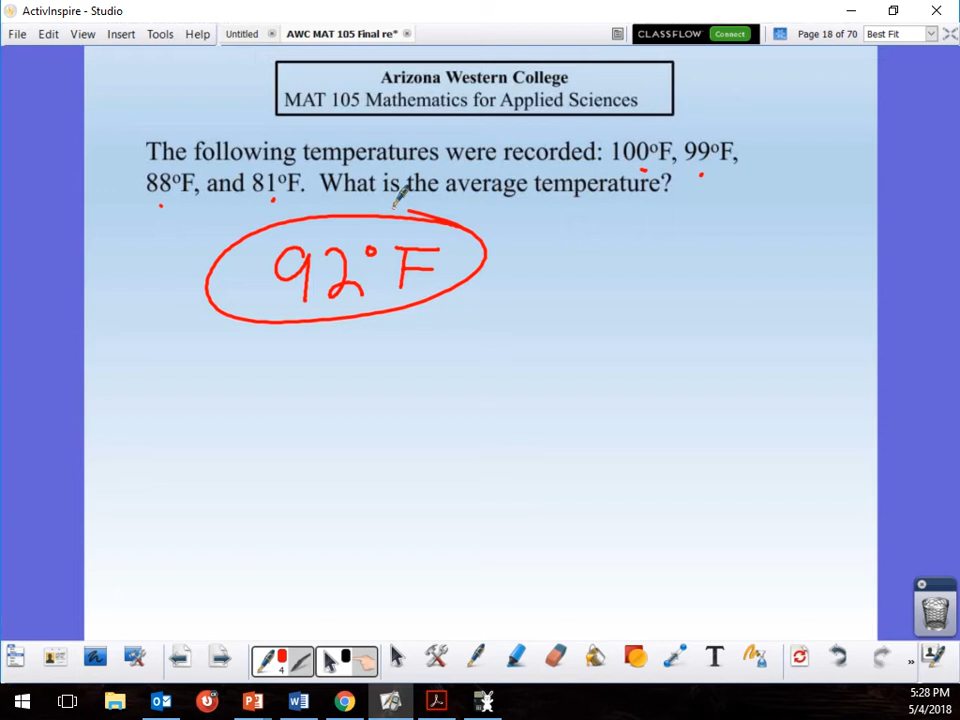 ActivInspire - Studio
File Edit View Insert Tools Help Untitled AWC MAT 105 Final re* CLASSFLOW Connect Page 18 of 70 Best Fit
Arizona Western College
MAT 105 Mathematics for Applied Sciences
The following temperatures were recorded: 100°F, 99°F,
88°F, and 81°F. What is the average temperature?
92° F
4
T
»
5:28 PM
5/4/2018